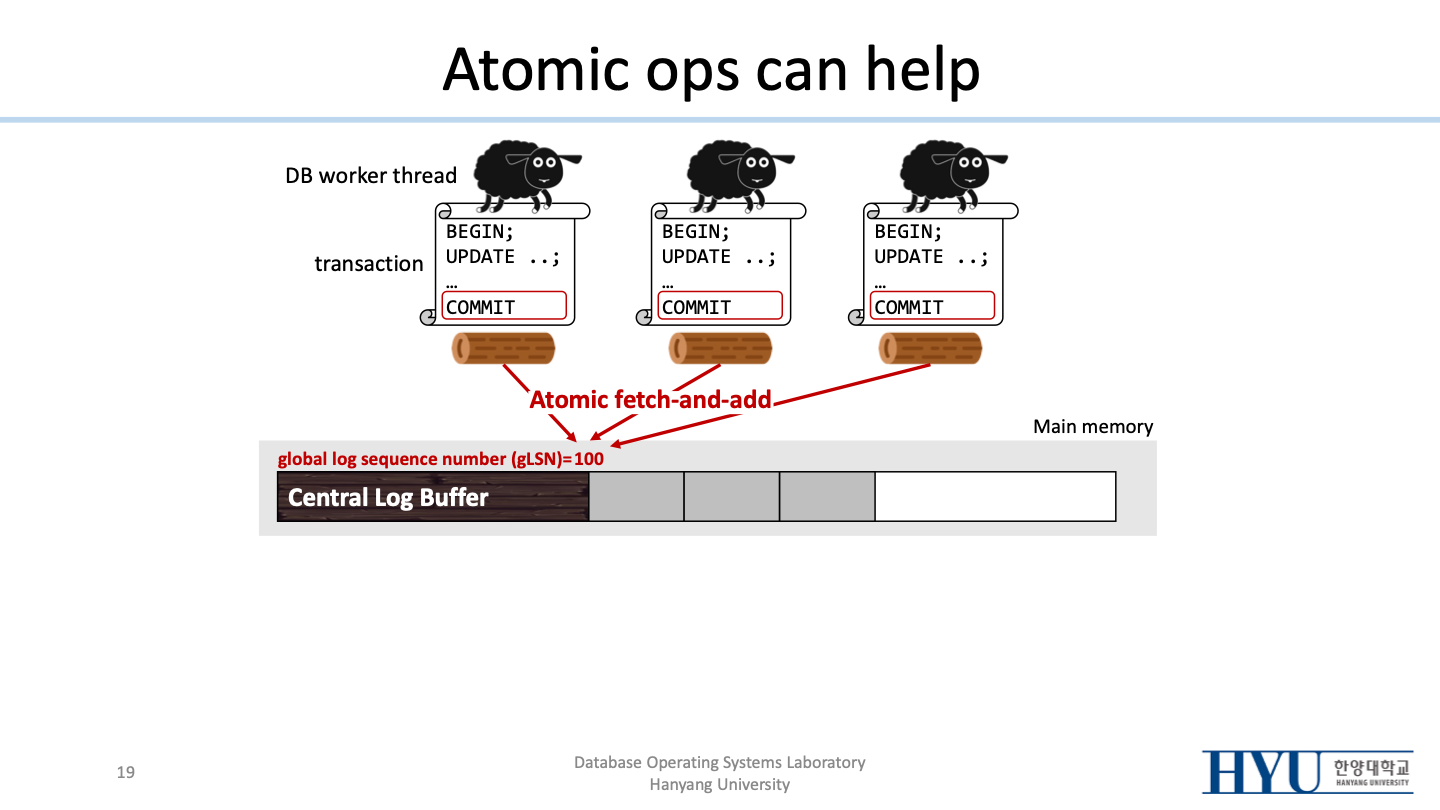 Atomic ops can help
DB worker thread
transaction
BEGIN;
UPDATE ..;
…
COMMIT
BEGIN;
UPDATE ..;
…
COMMIT
BEGIN;
UPDATE ..;
…
COMMIT
Atomic fetch-and-add
Main memory
global log sequence number (gLSN)=100
Central Log Buffer
19
Database Operating Systems Laboratory
Hanyang University
HYU
한양대학교
HANYANG UNIVERSITY